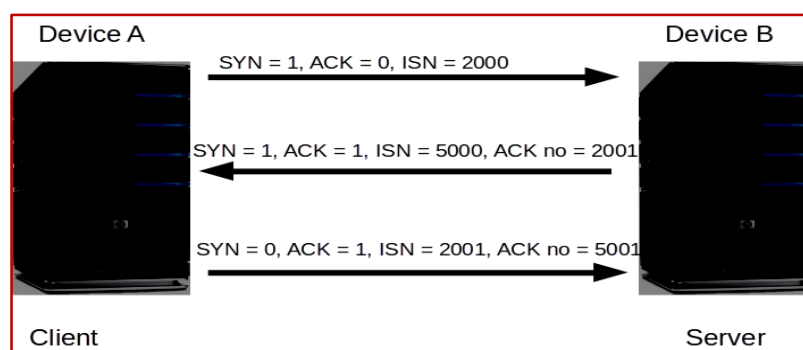 Device A
Device B
SYN = 1, ACK = 0, ISN = 2000
SYN = 1, ACK = 1, ISN = 5000, ACK no = 2001
SYN = 0, ACK = 1, ISN = 2001, ACK no = 5001
Client
Server